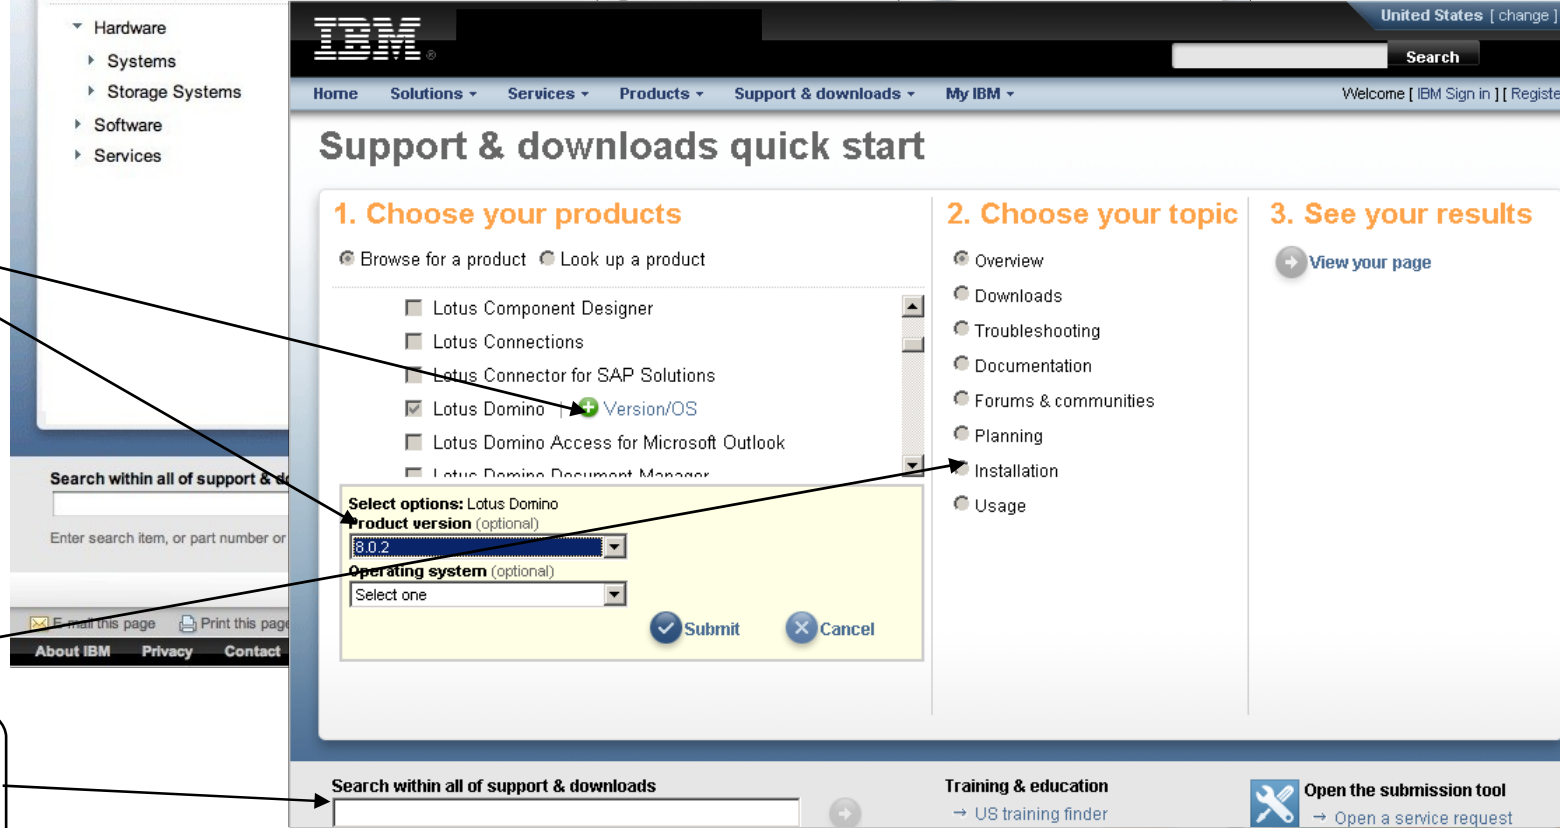 Hardware
Systems
Storage Systems
Software
Services
Search within all of support &
Enter search item, or part number or
E-mail this page Print this page
About IBM Privacy Contact
IBM ®
United States [ change ]
Search
Home Solutions Services Products Support & downloads My IBM Welcome [ IBM Sign in ] [ Registe
Support & downloads quick start
1. Choose your products
Browse for a product Look up a product
Lotus Component Designer
Lotus Connections
Lotus Connector for SAP Solutions
Lotus Domino | Version/OS
Lotus Domino Access for Microsoft Outlook
Lotus Domino Document Manager
Select options: Lotus Domino
Product version (optional)
8.0.2
Operating system (optional)
Select one
Submit Cancel
2. Choose your topic
Overview
Downloads
Troubleshooting
Documentation
Forums & communities
Planning
Installation
Usage
3. See your results
View your page
Search within all of support & downloads
Training & education
→ US training finder
Open the submission tool
→ Open a service request